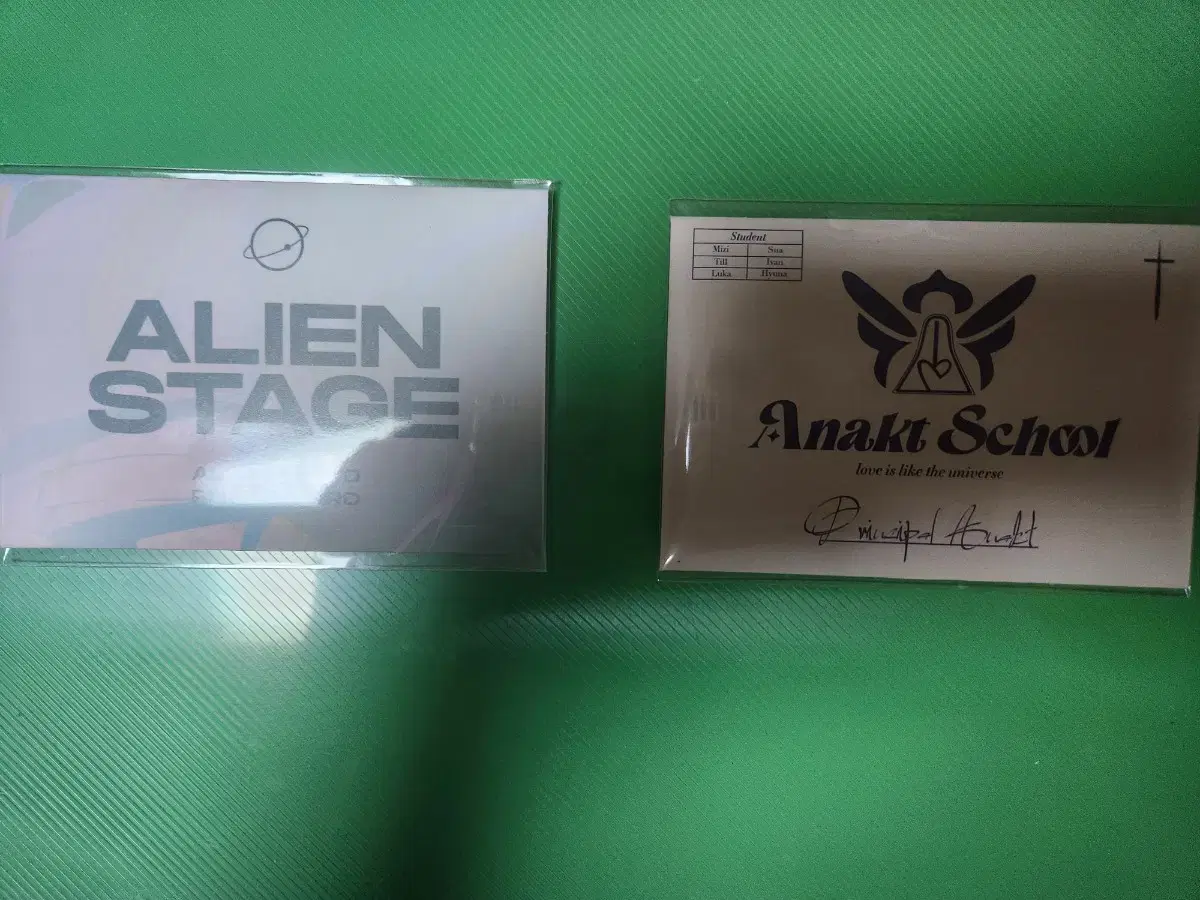 ALIEN
STAGE
Student
Mizi Sua
Till Ivan
Luka Hyuna
Anakt School
love is like the universe
Principal Anakt